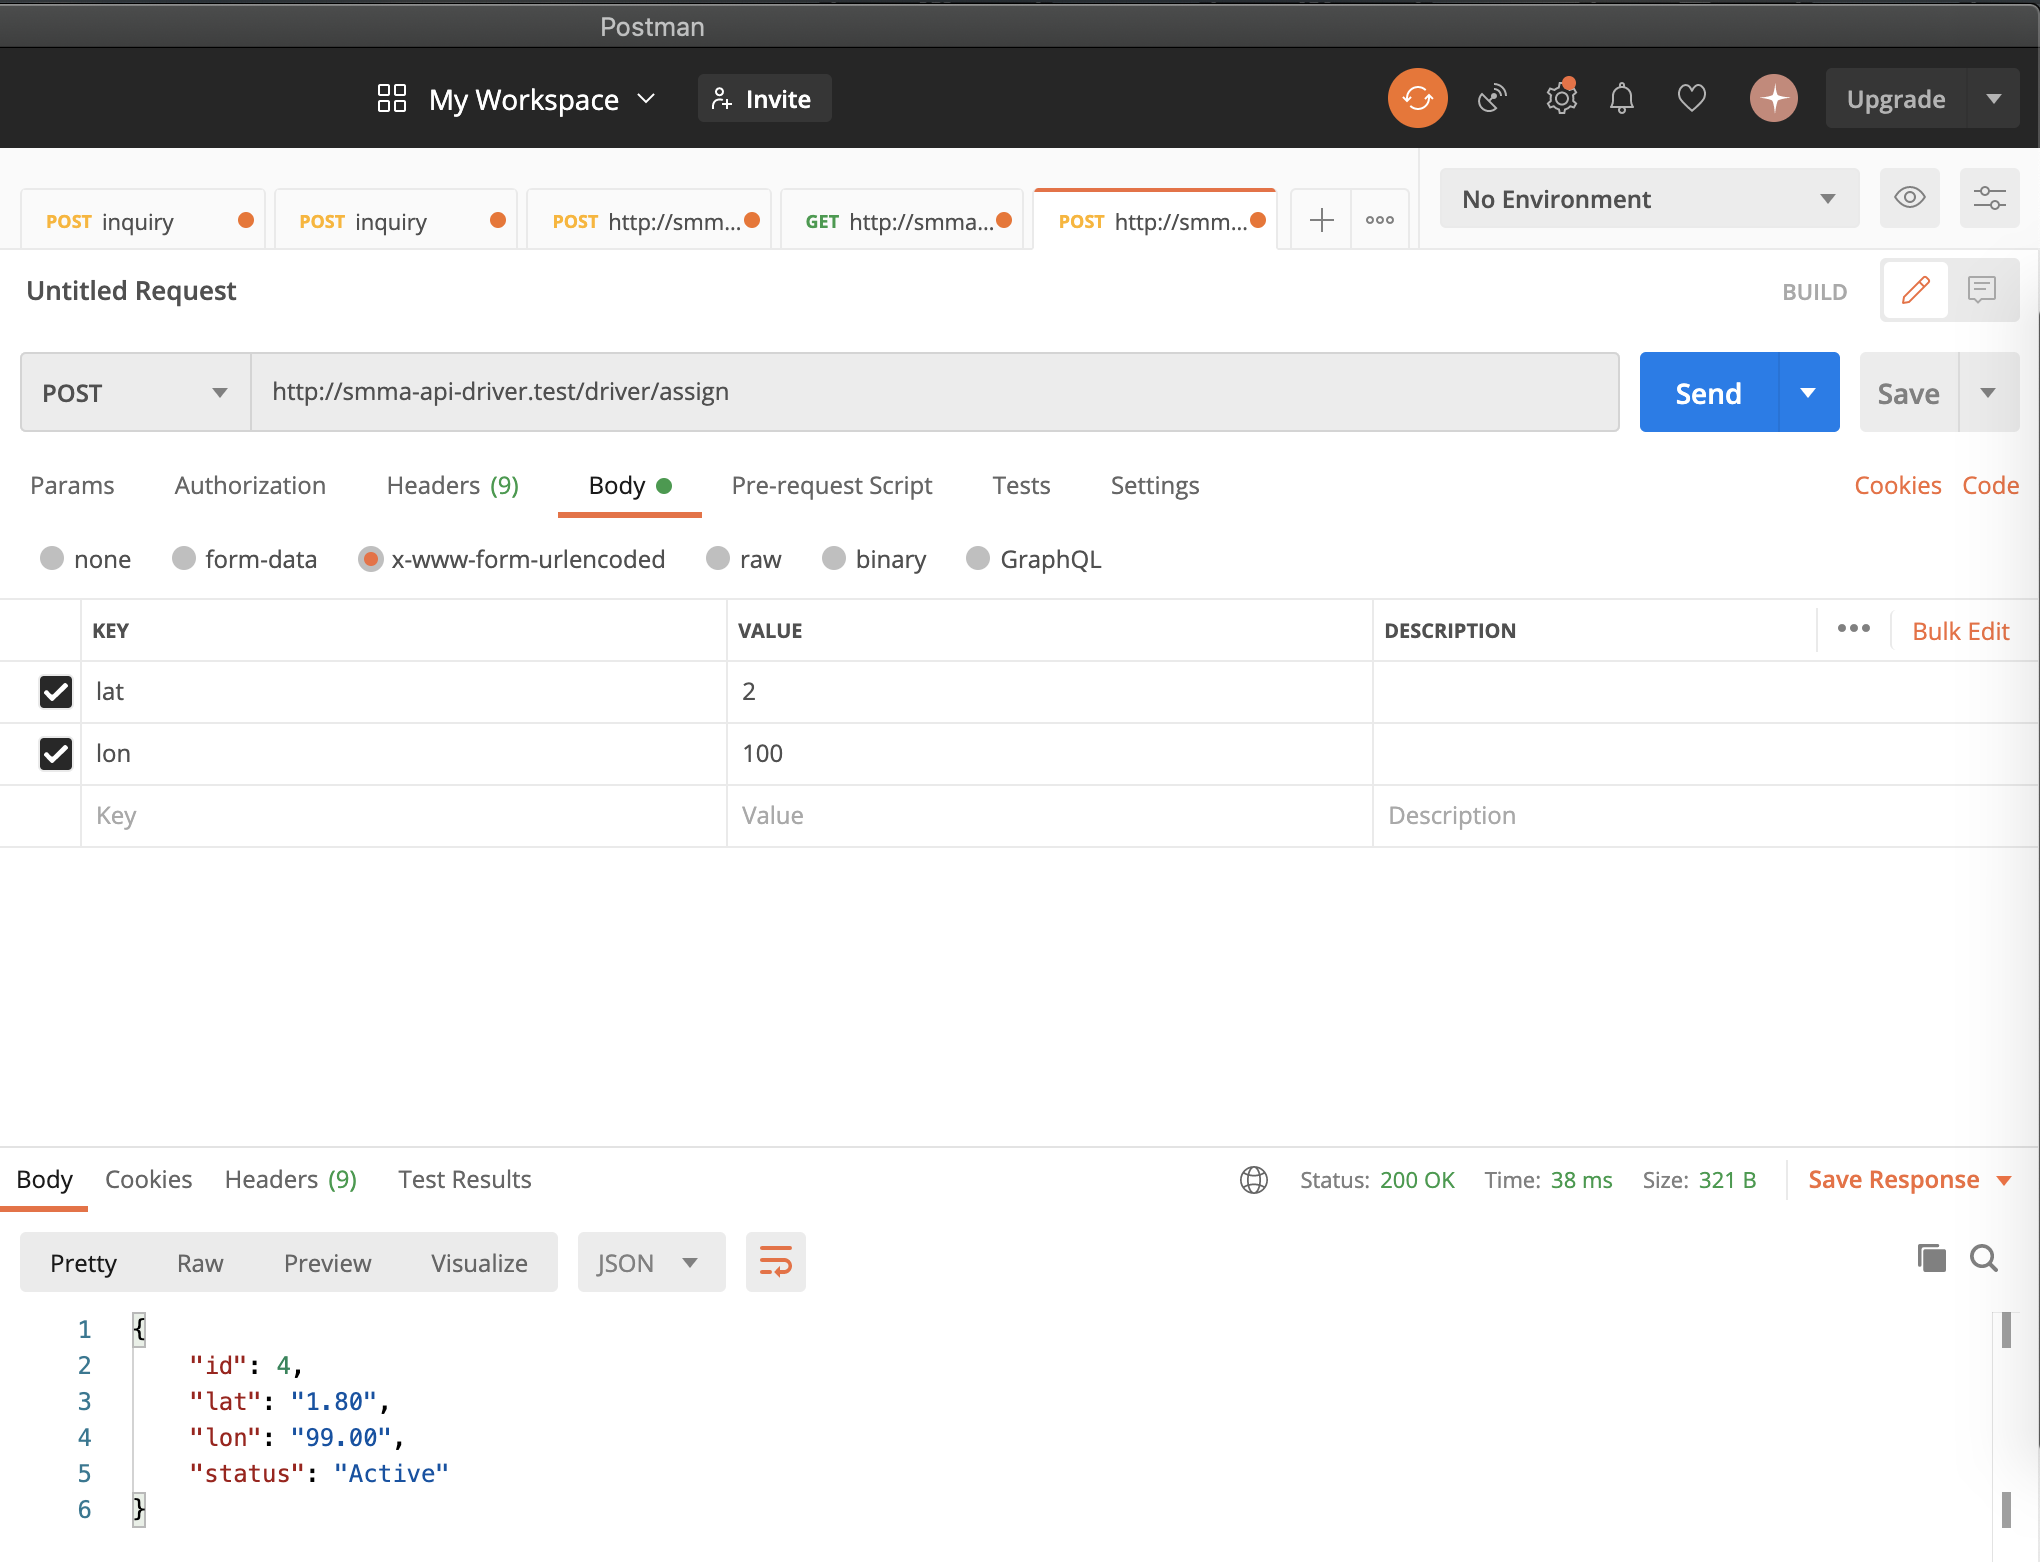 Postman
My Workspace Invite Upgrade
POST inquiry POST inquiry POST http://smm... GET http://smma... POST http://smm... No Environment
Untitled Request BUILD
POST http://smma-api-driver.test/driver/assign Send Save
Params Authorization Headers (9) Body Pre-request Script Tests Settings Cookies Code
none form-data x-www-form-urlencoded raw binary GraphQL
KEY VALUE DESCRIPTION Bulk Edit
lat 2
lon 100
Key Value Description
Body Cookies Headers (9) Test Results Status: 200 OK Time: 38 ms Size: 321 B Save Response
Pretty Raw Preview Visualize JSON
1 {
2 "id": 4,
3 "lat": "1.80",
4 "lon": "99.00",
5 "status": "Active"
6 }